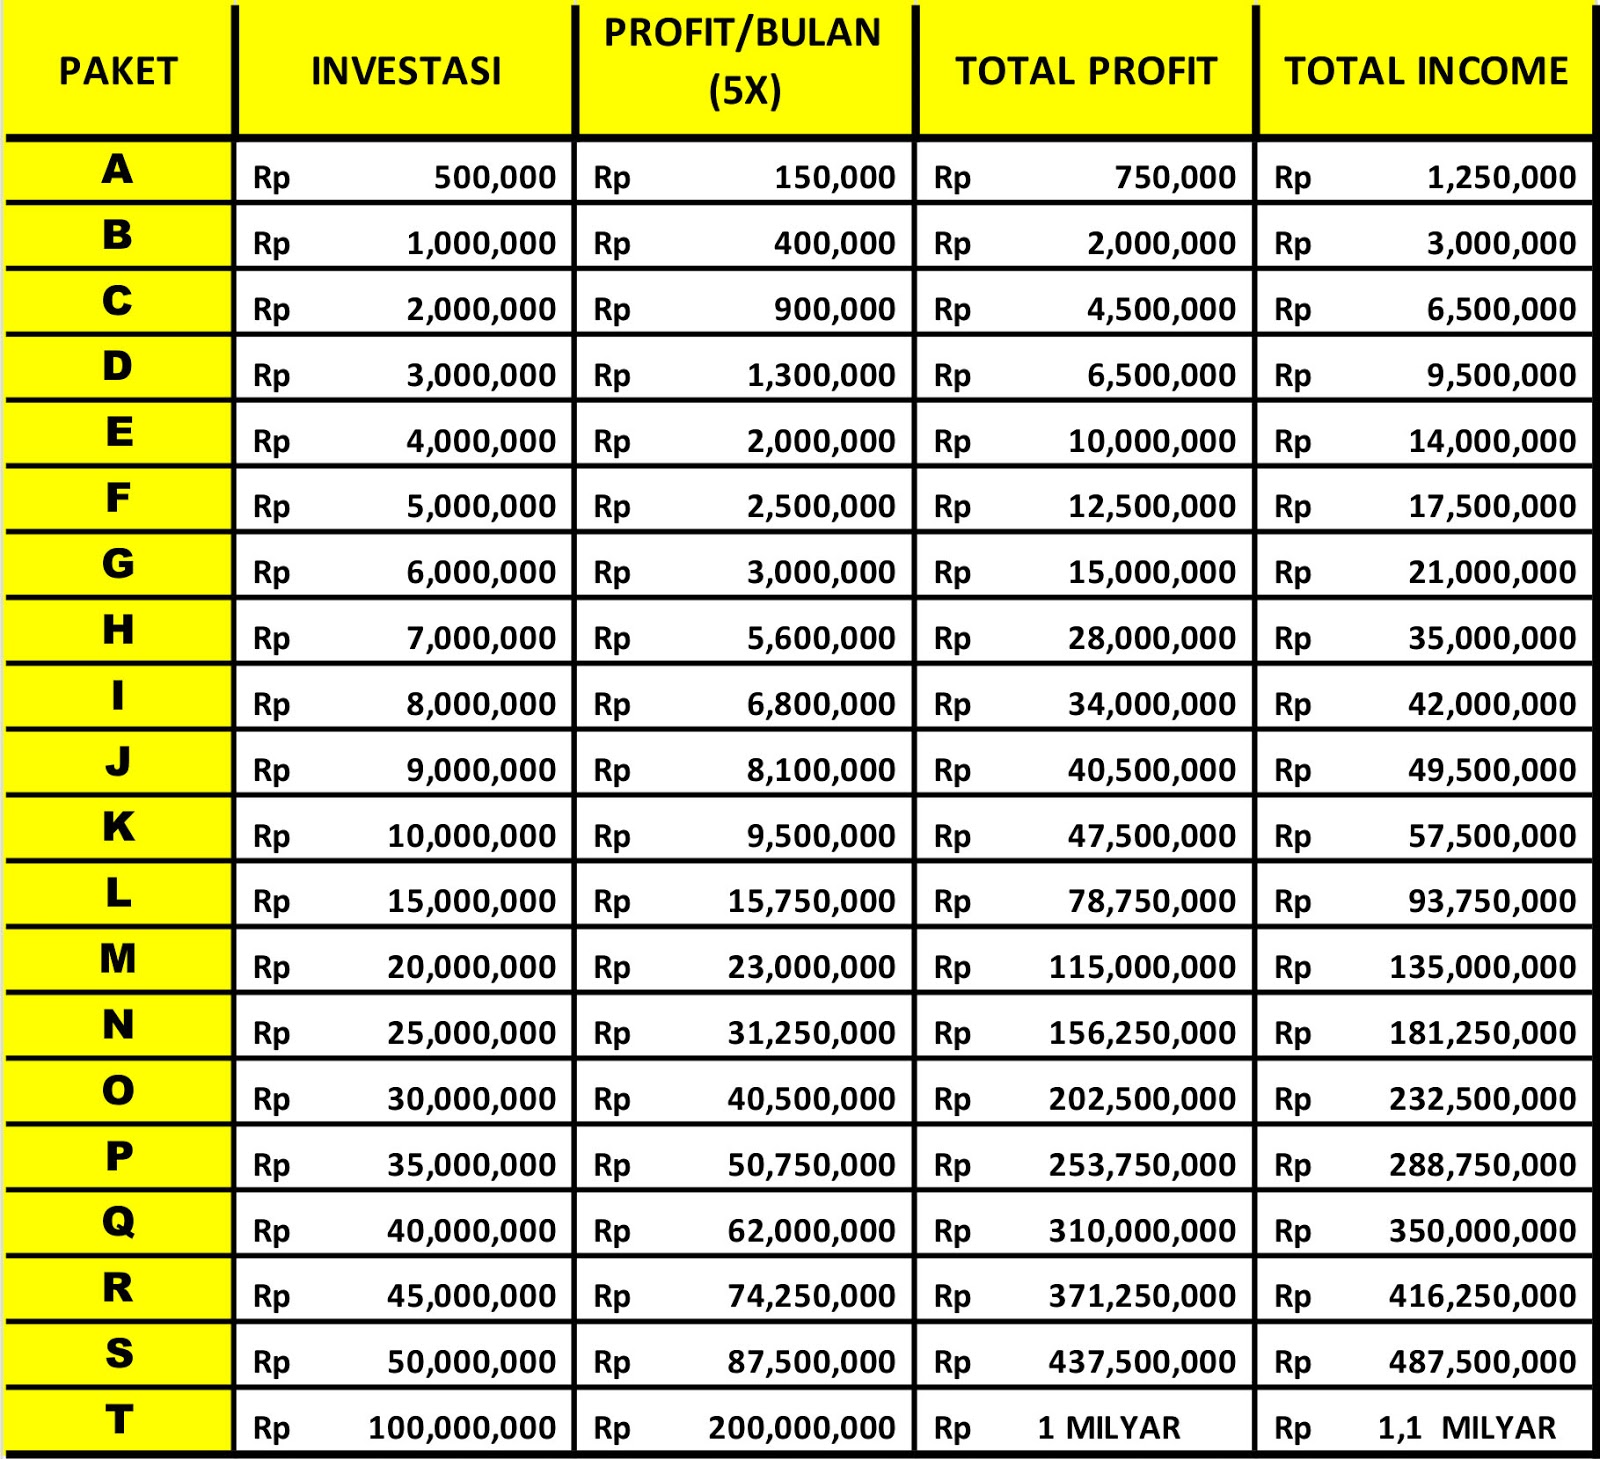 PAKET INVESTASI PROFIT/BULAN (5X) TOTAL PROFIT TOTAL INCOME
A Rp 500,000 Rp 150,000 Rp 750,000 Rp 1,250,000
B Rp 1,000,000 Rp 400,000 Rp 2,000,000 Rp 3,000,000
C Rp 2,000,000 Rp 900,000 Rp 4,500,000 Rp 6,500,000
D Rp 3,000,000 Rp 1,300,000 Rp 6,500,000 Rp 9,500,000
E Rp 4,000,000 Rp 2,000,000 Rp 10,000,000 Rp 14,000,000
F Rp 5,000,000 Rp 2,500,000 Rp 12,500,000 Rp 17,500,000
G Rp 6,000,000 Rp 3,000,000 Rp 15,000,000 Rp 21,000,000
H Rp 7,000,000 Rp 5,600,000 Rp 28,000,000 Rp 35,000,000
I Rp 8,000,000 Rp 6,800,000 Rp 34,000,000 Rp 42,000,000
J Rp 9,000,000 Rp 8,100,000 Rp 40,500,000 Rp 49,500,000
K Rp 10,000,000 Rp 9,500,000 Rp 47,500,000 Rp 57,500,000
L Rp 15,000,000 Rp 15,750,000 Rp 78,750,000 Rp 93,750,000
M Rp 20,000,000 Rp 23,000,000 Rp 115,000,000 Rp 135,000,000
N Rp 25,000,000 Rp 31,250,000 Rp 156,250,000 Rp 181,250,000
O Rp 30,000,000 Rp 40,500,000 Rp 202,500,000 Rp 232,500,000
P Rp 35,000,000 Rp 50,750,000 Rp 253,750,000 Rp 288,750,000
Q Rp 40,000,000 Rp 62,000,000 Rp 310,000,000 Rp 350,000,000
R Rp 45,000,000 Rp 74,250,000 Rp 371,250,000 Rp 416,250,000
S Rp 50,000,000 Rp 87,500,000 Rp 437,500,000 Rp 487,500,000
T Rp 100,000,000 Rp 200,000,000 Rp 1 MILYAR Rp 1,1 MILYAR